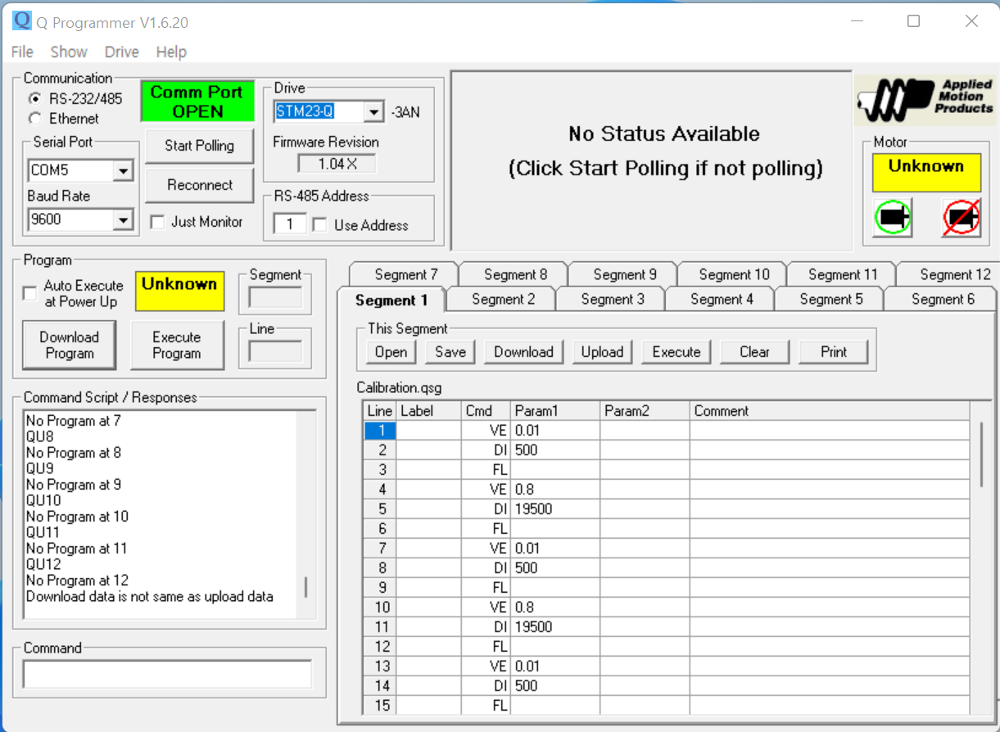 Q Programmer V1.6.20
File Show Drive Help
Communication
RS-232/485
Ethernet
Serial Port
COM5
Baud Rate
9600
Comm Port
OPEN
Start Polling
Reconnect
Just Monitor
Drive
STM23-Q -3AN
Firmware Revision
1.04X
RS-485 Address
1 Use Address
No Status Available
(Click Start Polling if not polling)
Applied
Motion
Products
Motor
Unknown
Program
Auto Execute
at Power Up
Unknown
Segment
Line
Download
Program
Execute
Program
Command Script / Responses
No Program at 7
QU8
No Program at 8
QU9
No Program at 9
QU10
No Program at 10
QU11
No Program at 11
QU12
No Program at 12
Download data is not same as upload data
Command
Segment 7 Segment 8 Segment 9 Segment 10 Segment 11 Segment 12
Segment 1 Segment 2 Segment 3 Segment 4 Segment 5 Segment 6
This Segment
Open Save Download Upload Execute Clear Print
Calibration.qsg
Line Label Cmd Param1 Param2 Comment
1 VE 0.01
2 DI 500
3 FL
4 VE 0.8
5 DI 19500
6 FL
7 VE 0.01
8 DI 500
9 FL
10 VE 0.8
11 DI 19500
12 FL
13 VE 0.01
14 DI 500
15 FL